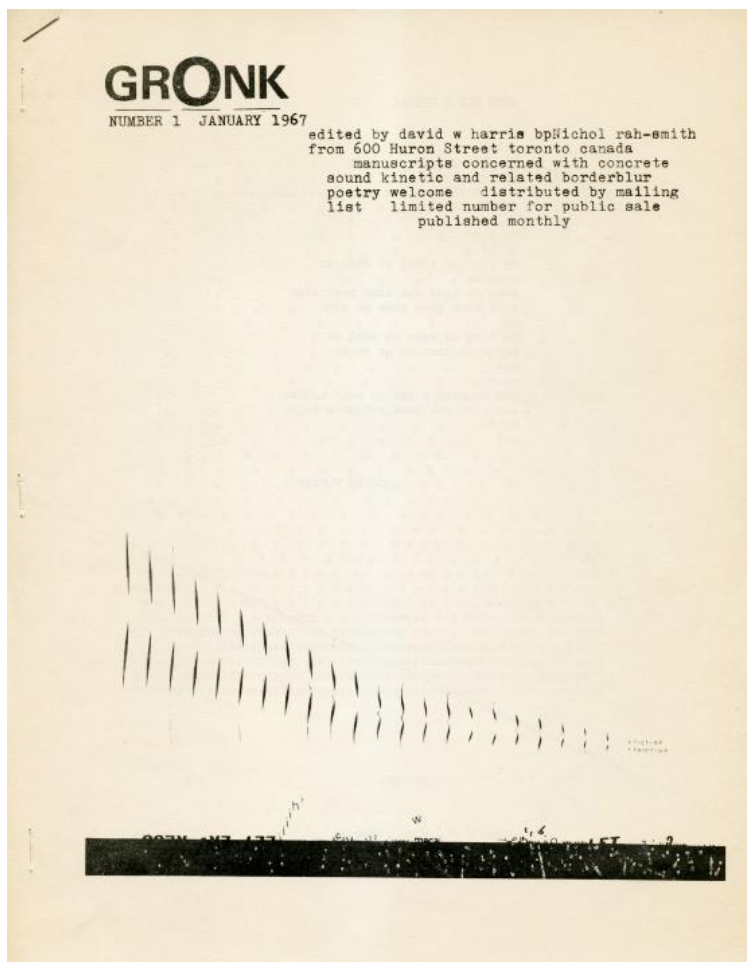 GRONK
NUMBER 1 JANUARY 1967
edited by david w harris bpNichol rah-smith
from 600 Huron Street toronto canada
manuscripts concerned with concrete
sound kinetic and related borderblur
poetry welcome distributed by mailing
list limited number for public sale
published monthly
h
w